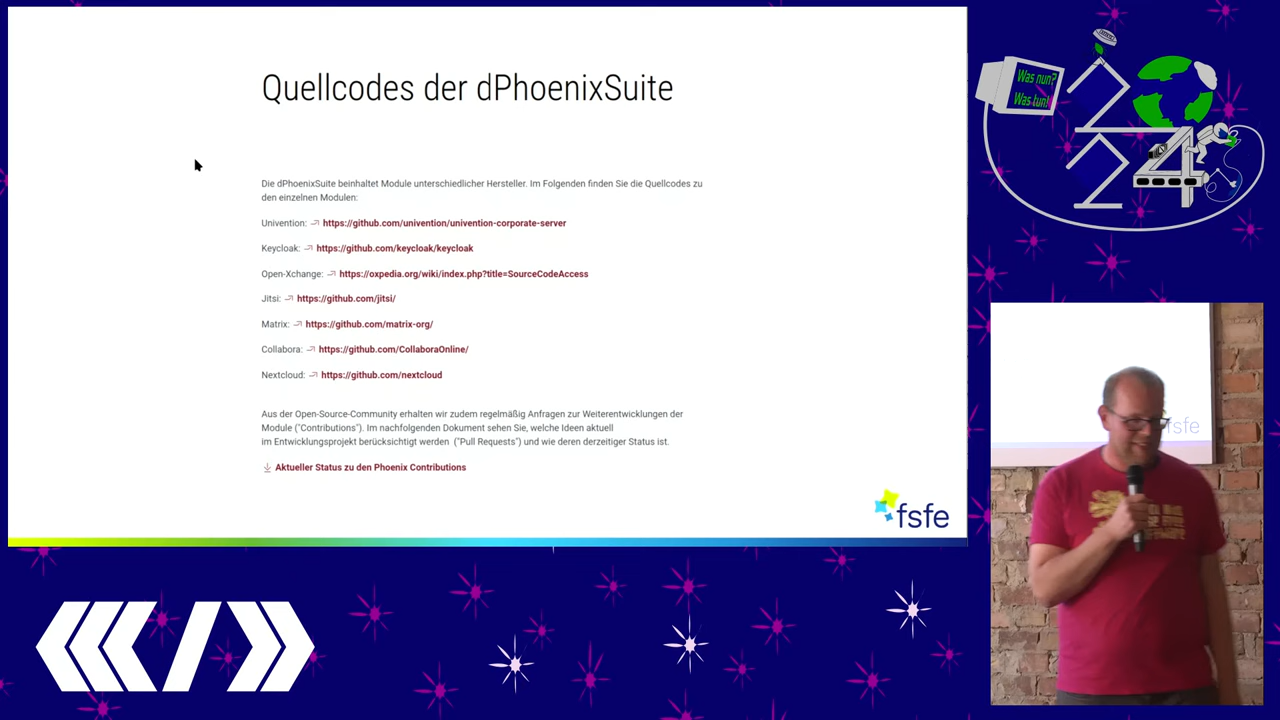 Quellcodes der dPhoenixSuite
Die dPhoenixSuite beinhaltet Module unterschiedlicher Hersteller. Im Folgenden finden Sie die Quellcodes zu
den einzelnen Modulen:
Univention: https://github.com/univention/univention-corporate-server
Keycloak: https://github.com/keycloak/keycloak
Open-Xchange: https://oxpedia.org/wiki/index.php?title=SourceCodeAccess
Jitsi: https://github.com/jitsi/
Matrix: https://github.com/matrix-org/
Collabora: https://github.com/CollaboraOnline/
Nextcloud: https://github.com/nextcloud
Aus der Open-Source-Community erhalten wir zudem regelmäßig Anfragen zur Weiterentwicklungen der
Module ("Contributions"). Im nachfolgenden Dokument sehen Sie, welche Ideen aktuell
im Entwicklungsprojekt berücksichtigt werden ("Pull Requests") und wie deren derzeitiger Status ist.
Aktueller Status zu den Phoenix Contributions
fsfe
Was nun?
Was tun!
24
fsfe